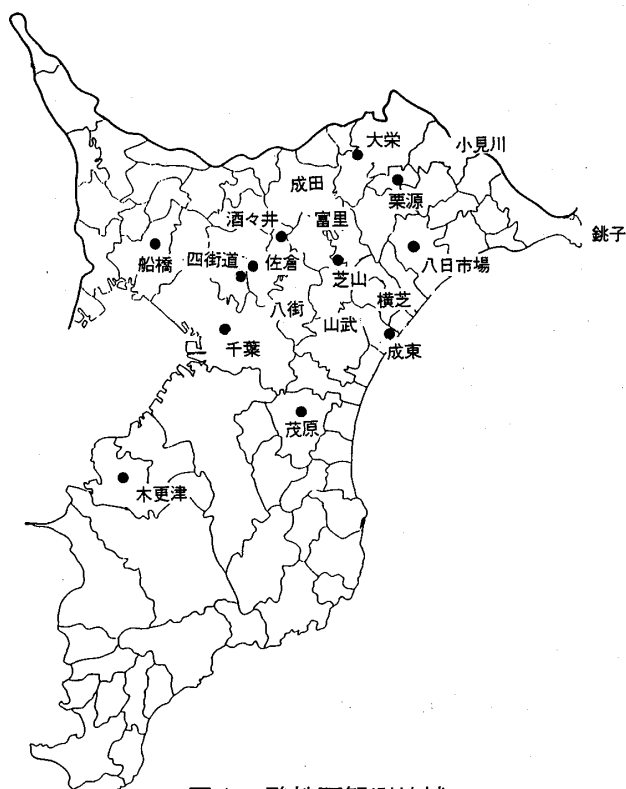 大栄
小見川
成田
栗源
酒々井
富里
銚子
船橋
四街道
佐倉
芝山
八日市場
八街
横芝
山武
千葉
成東
茂原
木更津